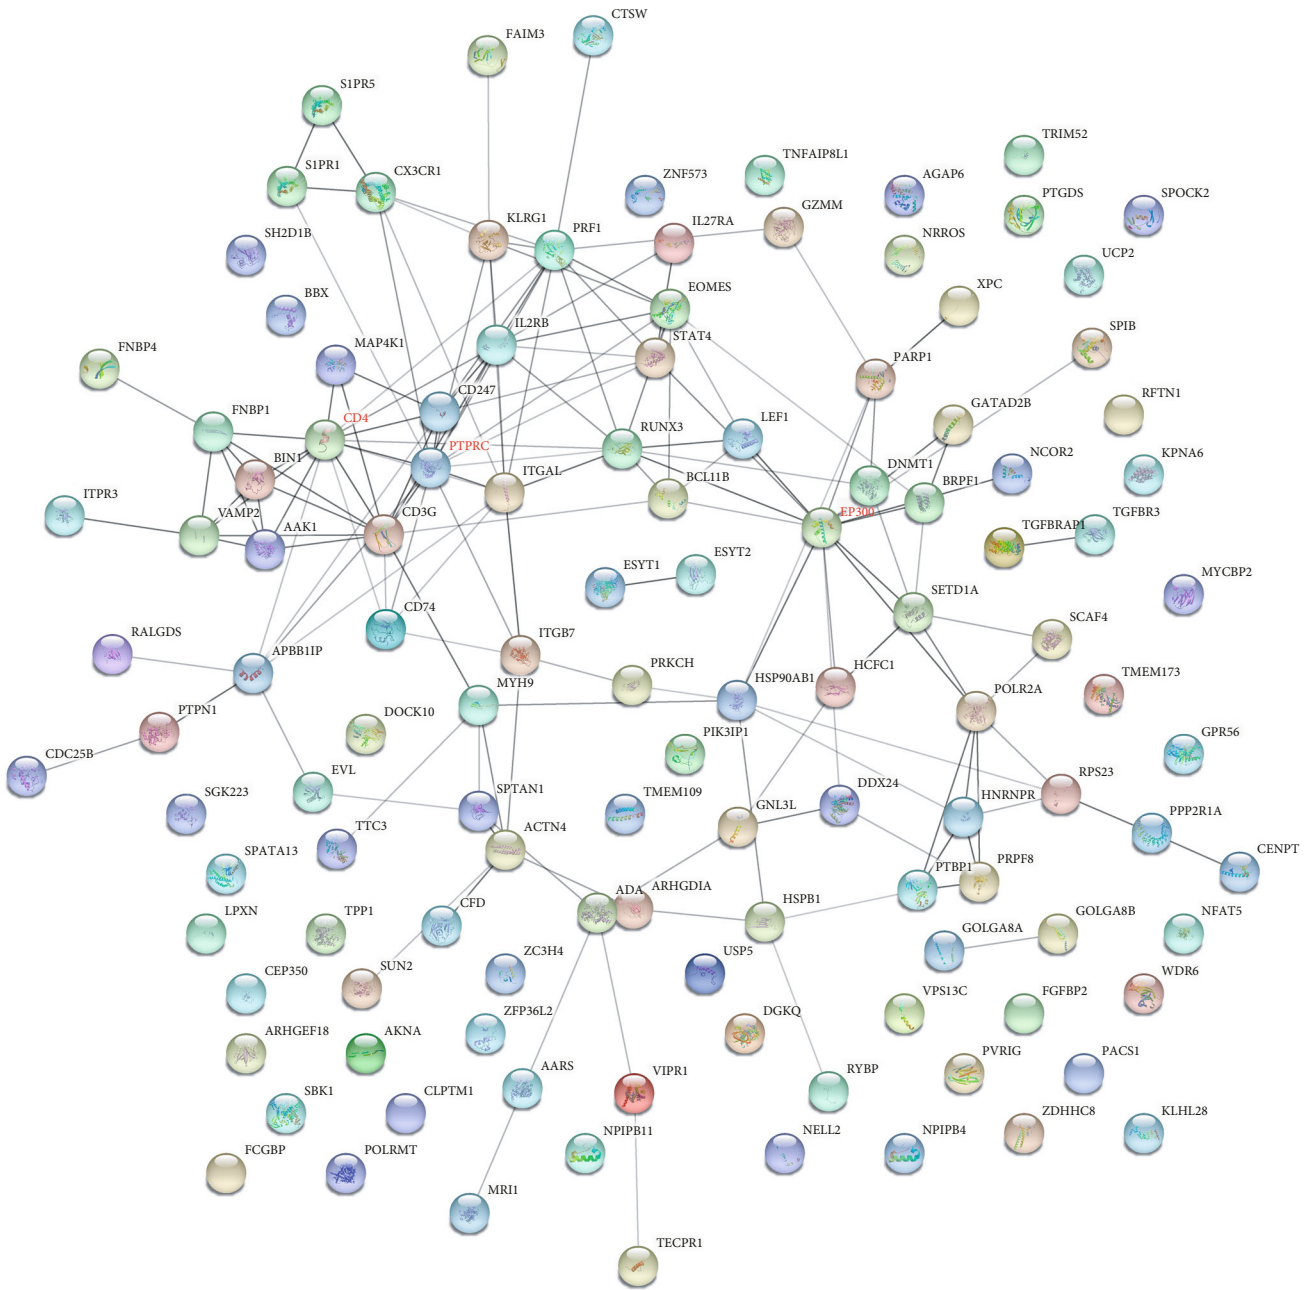 CTSW
FAIM3
S1PR5
TRIM52
TNFAIP8L1
S1PR1
CX3CR1
ZNF573
AGAP6
PTGDS
SPOCK2
GZMM
KLRG1
PRF1
IL27RA
SH2D1B
NRROS
UCP2
XPC
BBX
EOMES
IL2RB
SPIB
STAT4
MAP4K1
FNBP4
PARP1
CD247
RFTN1
GATAD2B
FNBP1
CD4
LEF1
RUNX3
PTPRC
BIN1
ITGAL
DNMT1
NCOR2
KPNA6
BCL11B
BRPF1
ITPR3
VAMP2
CD3G
EP300
AAK1
TGFBRAP1
TGFBR3
ESYT1
ESYT2
MYCBP2
SETD1A
CD74
SCAF4
RALGDS
APBB1IP
ITGB7
PRKCH
HSP90AB1
HCFC1
TMEM173
MYH9
POLR2A
PTPN1
DOCK10
PIK3IP1
GPR56
CDC25B
EVL
SPTAN1
DDX24
RPS23
SGK223
TMEM109
GNL3L
HNRNPR
PPP2R1A
TTC3
ACTN4
CENPT
SPATA13
PTBP1
PRPF8
ADA
ARHGDIA
HSPB1
LPXN
TPP1
CFD
GOLGA8A
GOLGA8B
NFAT5
ZC3H4
USP5
CEP350
SUN2
WDR6
VPS13C
FGFBP2
ZFP36L2
DGKQ
ARHGEF18
AKNA
PVRIG
PACS1
AARS
VIPR1
RYBP
SBK1
CLPTM1
ZDHHC8
KLHL28
NPIPB11
NELL2
NPIPB4
FCGBP
POLRMT
MRI1
TECPR1